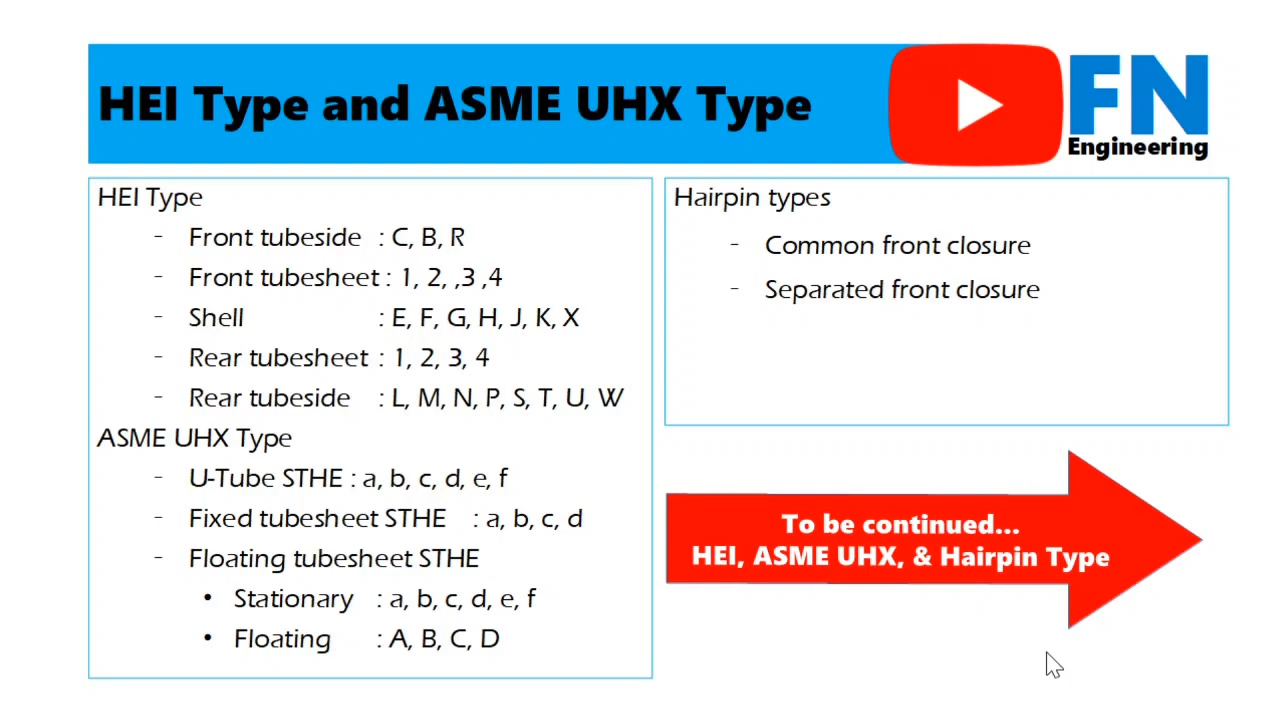 HEI Type and ASME UHX Type
FN
Engineering
HEI Type
- Front tubeside : C, B, R
- Front tubesheet : 1, 2, ,3 ,4
- Shell : E, F, G, H, J, K, X
- Rear tubesheet : 1, 2, 3, 4
- Rear tubeside : L, M, N, P, S, T, U, W
ASME UHX Type
- U-Tube STHE : a, b, c, d, e, f
- Fixed tubesheet STHE : a, b, c, d
- Floating tubesheet STHE
• Stationary : a, b, c, d, e, f
• Floating : A, B, C, D
Hairpin types
- Common front closure
- Separated front closure
To be continued...
HEI, ASME UHX, & Hairpin Type